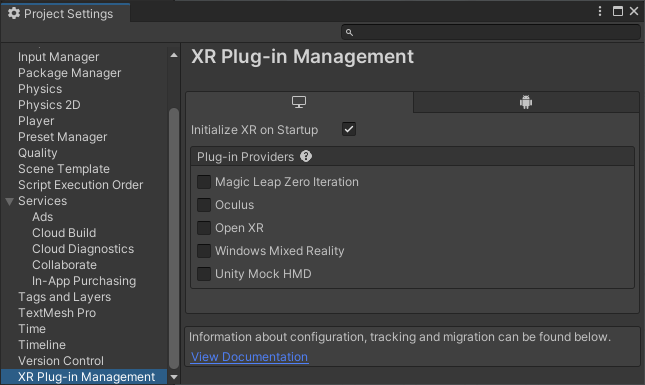 Project Settings
Input Manager
Package Manager
Physics
Physics 2D
Player
Preset Manager
Quality
Scene Template
Script Execution Order
Services
Ads
Cloud Build
Cloud Diagnostics
Collaborate
In-App Purchasing
Tags and Layers
TextMesh Pro
Time
Timeline
Version Control
XR Plug-in Management
XR Plug-in Management
Initialize XR on Startup
Plug-in Providers
Magic Leap Zero Iteration
Oculus
Open XR
Windows Mixed Reality
Unity Mock HMD
Information about configuration, tracking and migration can be found below.
View Documentation